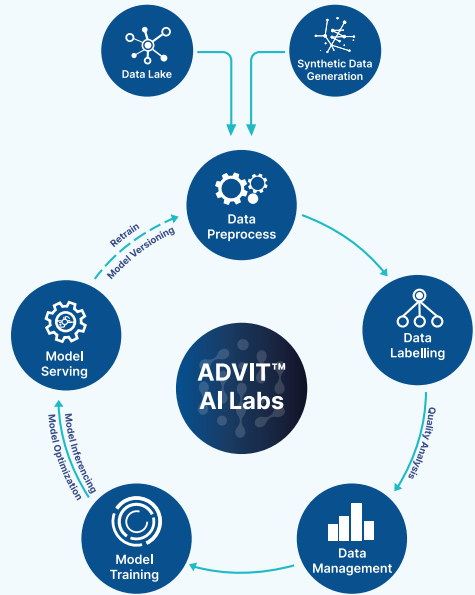 Data Lake
Synthetic Data
Generation
Data
Preprocess
Retrain
Model Versioning
Data
Labelling
Model
Serving
ADVIT™
AI Labs
Quality Analysis
Model Inferencing
Model Optimization
Data
Management
Model
Training